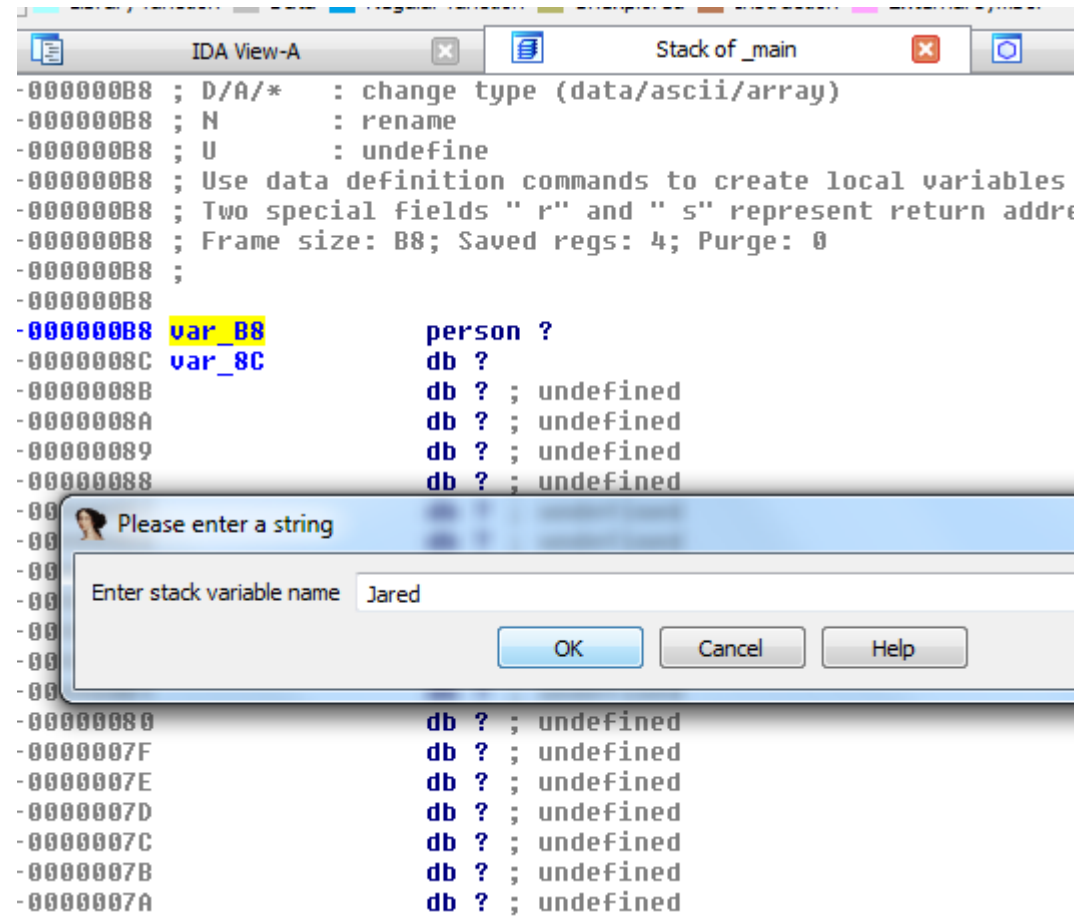 IDA View-A Stack of _main
-000000B8 ; D/A/* : change type (data/ascii/array)
-000000B8 ; N : rename
-000000B8 ; U : undefine
-000000B8 ; Use data definition commands to create local variables
-000000B8 ; Two special fields " r" and " s" represent return addre
-000000B8 ; Frame size: B8; Saved regs: 4; Purge: 0
-000000B8 ;
-000000B8
-000000B8 var_B8 person ?
-0000008C var_8C db ?
-0000008B db ? ; undefined
-0000008A db ? ; undefined
-00000089 db ? ; undefined
-00000088 db ? ; undefined
Please enter a string
Enter stack variable name Jared
OK Cancel Help
-00000080 db ? ; undefined
-0000007F db ? ; undefined
-0000007E db ? ; undefined
-0000007D db ? ; undefined
-0000007C db ? ; undefined
-0000007B db ? ; undefined
-0000007A db ? ; undefined